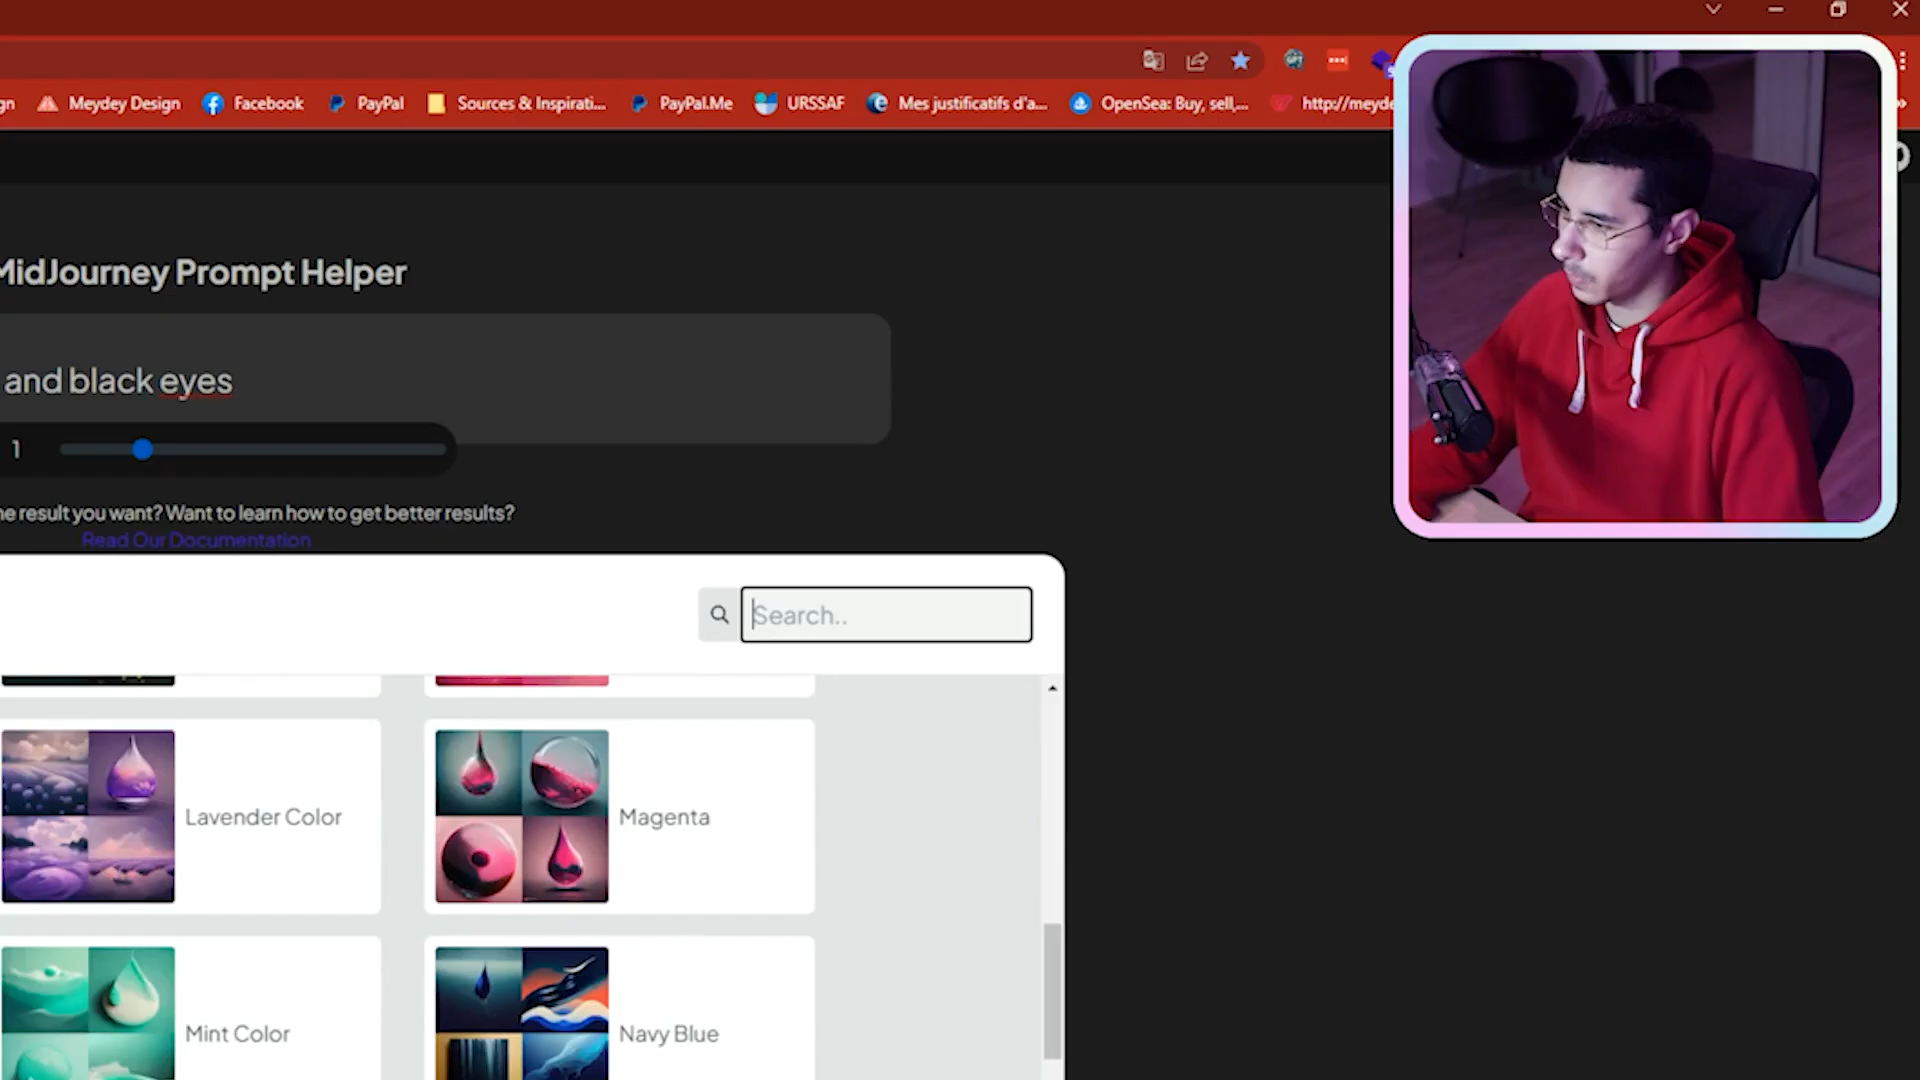 gn Meydey Design Facebook PayPal Sources & Inspirati... PayPal.Me URSSAF Mes justificatifs d'a... OpenSea: Buy, sell,... http://meyde
MidJourney Prompt Helper
and black eyes
1
ne result you want? Want to learn how to get better results?
Read Our Documentation
Search..
Lavender Color Magenta
Mint Color Navy Blue